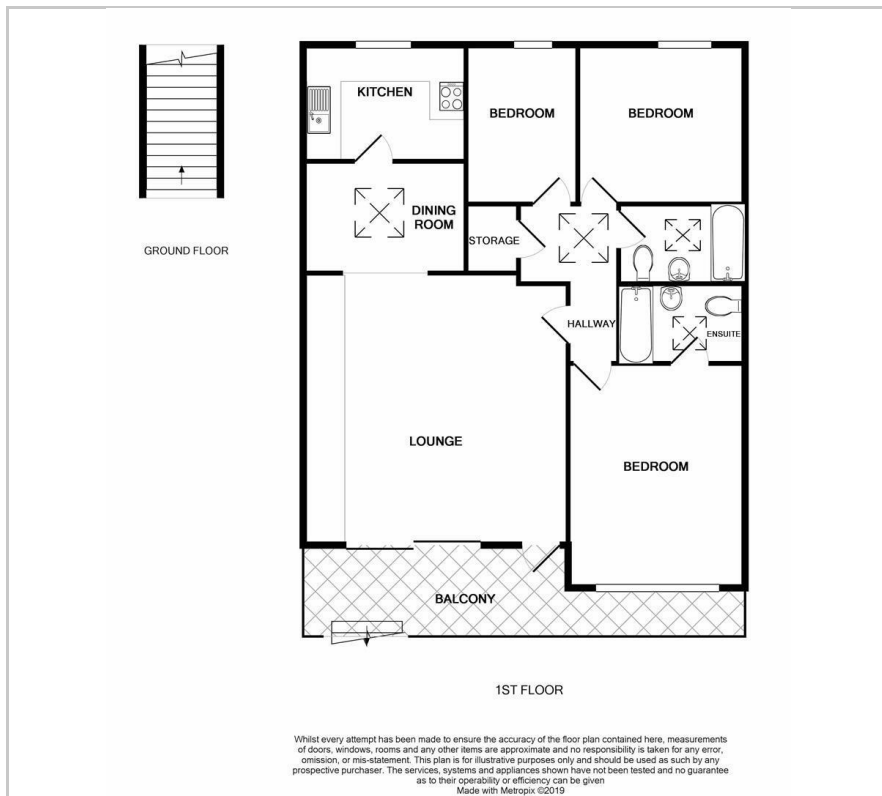 KITCHEN
BEDROOM
BEDROOM
DINING
ROOM
STORAGE
GROUND FLOOR
HALLWAY
ENSUITE
LOUNGE
BEDROOM
BALCONY
1ST FLOOR
Whilst every attempt has been made to ensure the accuracy of the floor plan contained here, measurements
of doors, windows, rooms and any other items are approximate and no responsibility is taken for any error,
omission, or mis-statement. This plan is for illustrative purposes only and should be used as such by any
prospective purchaser. The services, systems and appliances shown have not been tested and no guarantee
as to their operability or efficiency can be given
Made with Metropix ©2019